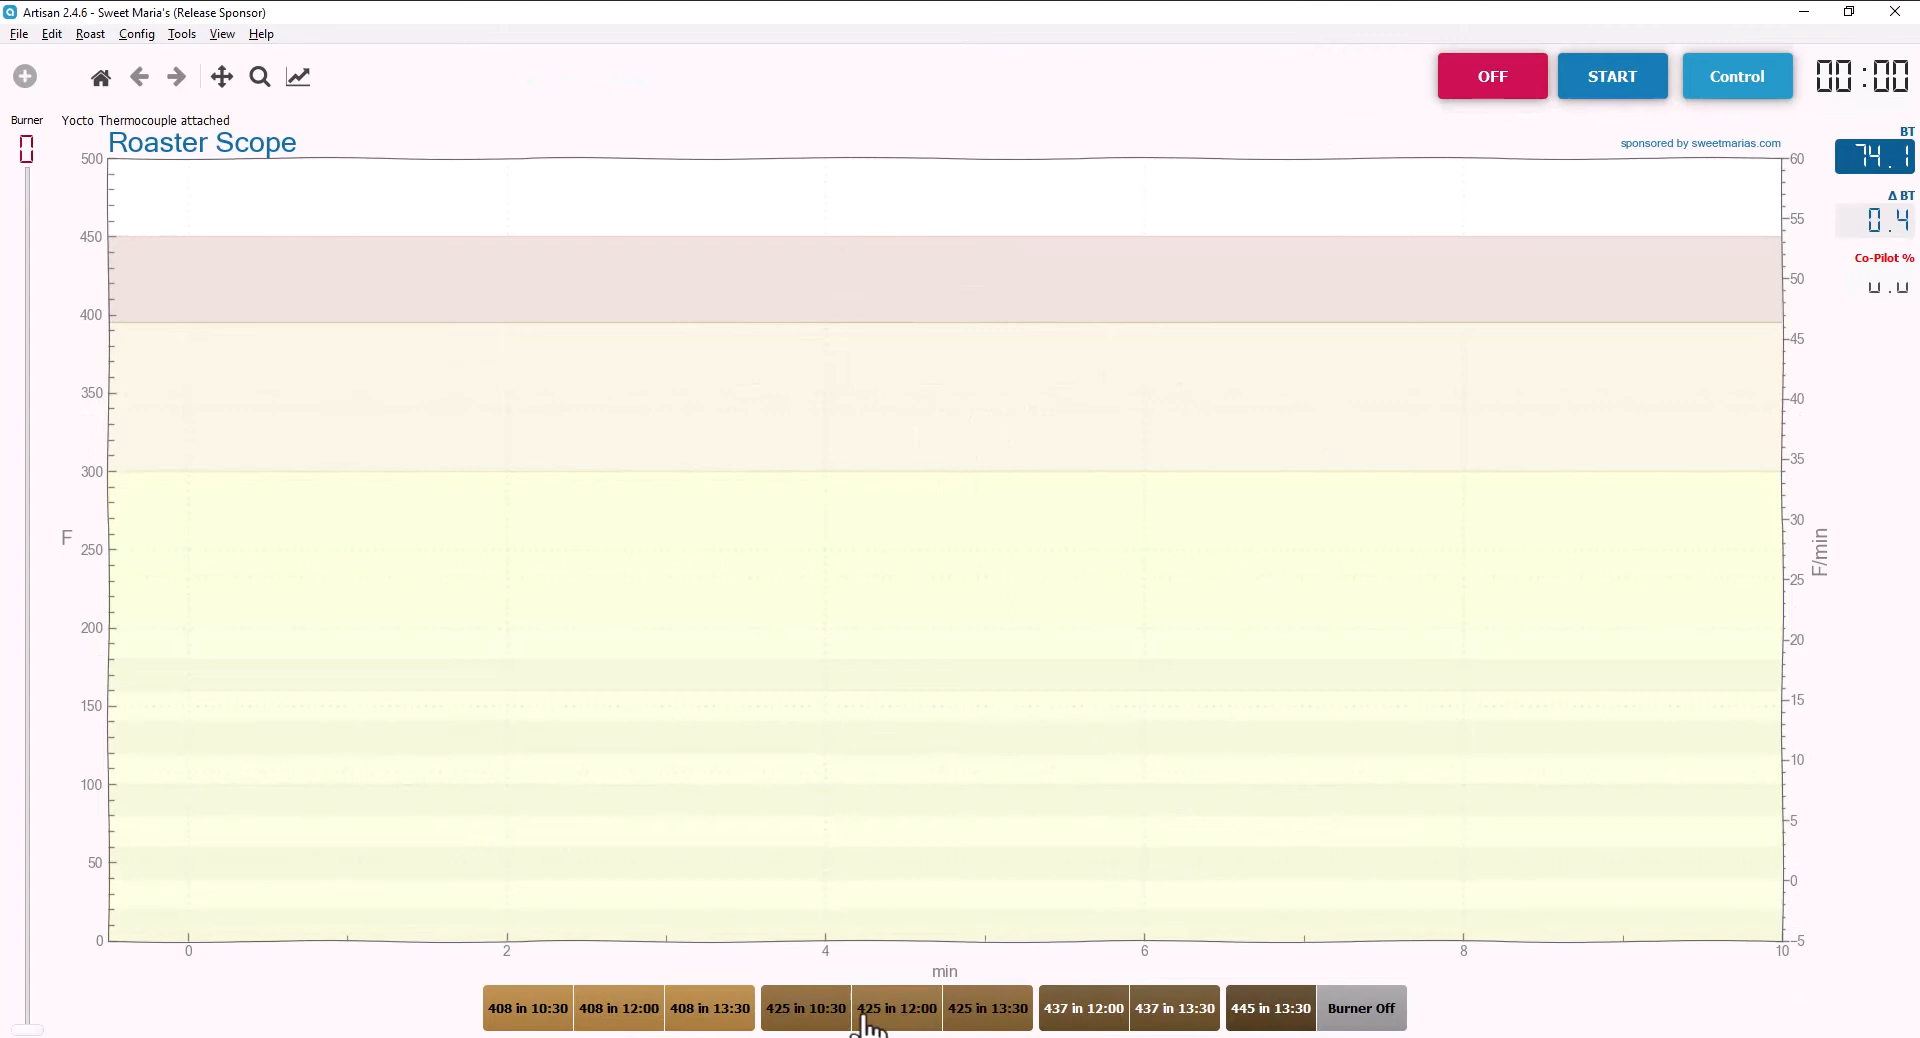 Artisan 2.4.6 - Sweet Maria's (Release Sponsor)
File Edit Roast Config Tools View Help
OFF START Control 00:00
Burner Yocto Thermocouple attached
0
Roaster Scope
sponsored by sweetmarias.com
BT
74.1
Δ BT
0.4
Co-Pilot %
500
450
400
350
300
250
200
150
100
50
0
F
60
55
50
45
40
35
30
25
20
15
10
5
0
-5
F/min
0 2 4 6 8 10
min
408 in 10:30 408 in 12:00 408 in 13:30 425 in 10:30 425 in 12:00 425 in 13:30 437 in 12:00 437 in 13:30 445 in 13:30 Burner Off